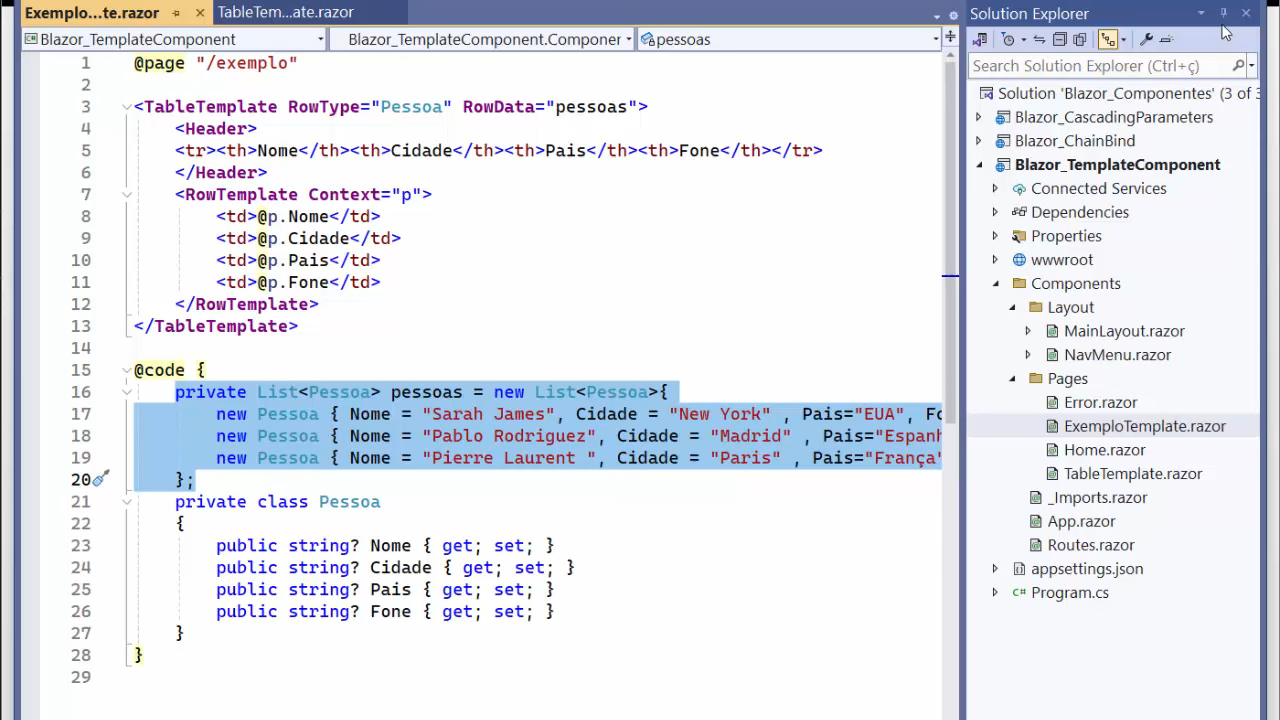 Exemplo...te.razor
TableTem...ate.razor
Blazor_TemplateComponent
Blazor_TemplateComponent.Componer
pessoas
1 @page "/exemplo"
2
3 <TableTemplate RowType="Pessoa" RowData="pessoas">
4 <Header>
5 <tr><th>Nome</th><th>Cidade</th><th>Pais</th><th>Fone</th></tr>
6 </Header>
7 <RowTemplate Context="p">
8 <td>@p.Nome</td>
9 <td>@p.Cidade</td>
10 <td>@p.Pais</td>
11 <td>@p.Fone</td>
12 </RowTemplate>
13 </TableTemplate>
14
15 @code {
16 private List<Pessoa> pessoas = new List<Pessoa>{
17 new Pessoa { Nome = "Sarah James", Cidade = "New York" , Pais="EUA", Fo
18 new Pessoa { Nome = "Pablo Rodriguez", Cidade = "Madrid" , Pais="Espanh
19 new Pessoa { Nome = "Pierre Laurent ", Cidade = "Paris" , Pais="França"
20 };
21 private class Pessoa
22 {
23 public string? Nome { get; set; }
24 public string? Cidade { get; set; }
25 public string? Pais { get; set; }
26 public string? Fone { get; set; }
27 }
28 }
29
Solution Explorer
Search Solution Explorer (Ctrl+ç)
Solution 'Blazor_Componentes' (3 of 3
Blazor_CascadingParameters
Blazor_ChainBind
Blazor_TemplateComponent
Connected Services
Dependencies
Properties
wwwroot
Components
Layout
MainLayout.razor
NavMenu.razor
Pages
Error.razor
ExemploTemplate.razor
Home.razor
TableTemplate.razor
_Imports.razor
App.razor
Routes.razor
appsettings.json
C# Program.cs